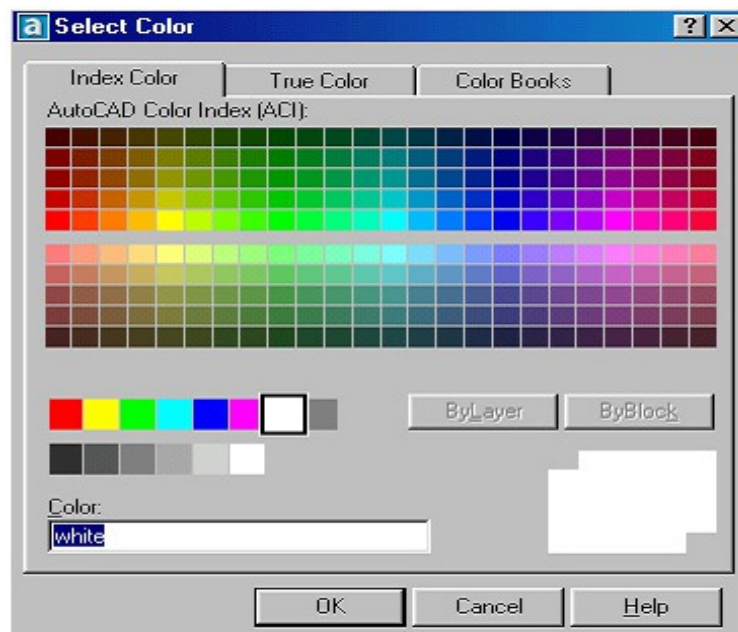 a Select Color ? X
Index Color True Color Color Books
AutoCAD Color Index (ACI):
ByLayer ByBlock
Color:
white
OK Cancel Help